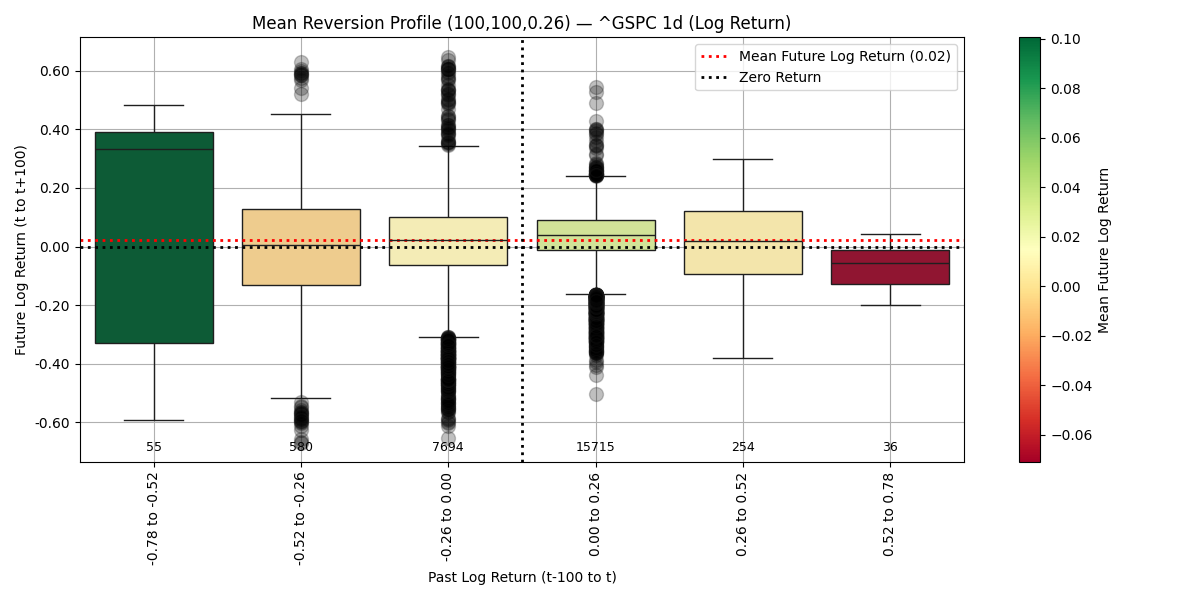 Mean Reversion Profile (100,100,0.26) — ^GSPC 1d (Log Return)
Mean Future Log Return (0.02)
Zero Return
Future Log Return (t to t+100)
0.60
0.40
0.20
0.00
-0.20
-0.40
-0.60
55
580
7694
15715
254
36
-0.78 to -0.52
-0.52 to -0.26
-0.26 to 0.00
0.00 to 0.26
0.26 to 0.52
0.52 to 0.78
Past Log Return (t-100 to t)
0.10
0.08
0.06
0.04
0.02
0.00
−0.02
−0.04
−0.06
Mean Future Log Return